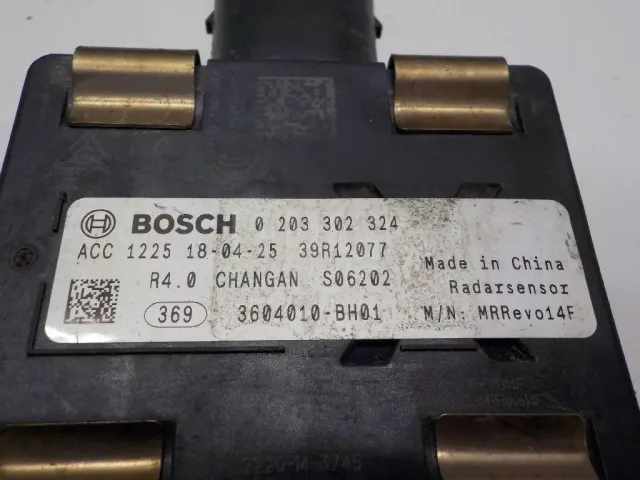 BOSCH 0 203 302 324
ACC 1225 18-04-25 39R12077
R4.0 CHANGAN S06202
Made in China
Radarsensor
369 3604010-BH01 M/N: MRRevo14F